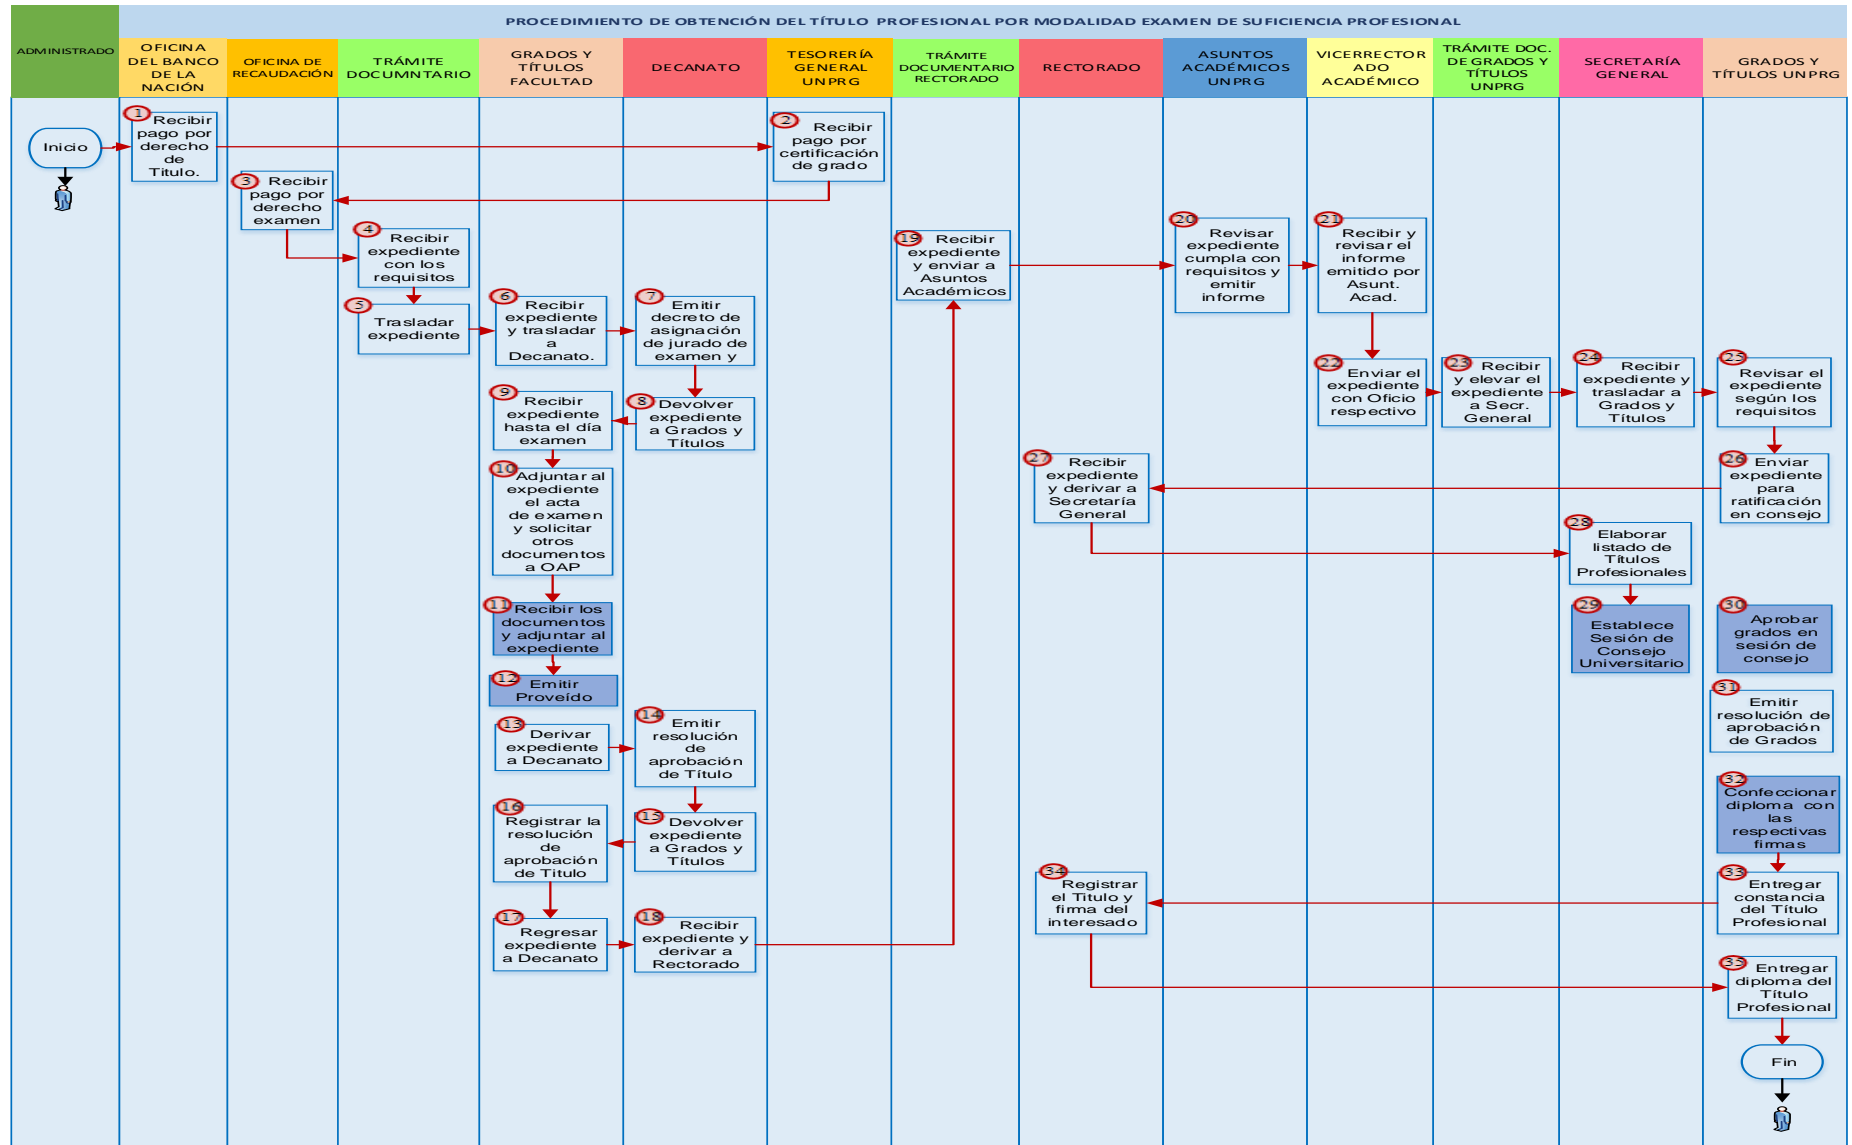 PROCEDIMIENTO DE OBTENCIÓN DEL TÍTULO PROFESIONAL POR MODALIDAD EXAMEN DE SUFICIENCIA PROFESIONAL
ADMINISTRADO
OFICINA
DEL BANCO
DE LA
NACIÓN
OFICINA DE
RECAUDACIÓN
TRÁMITE
DOCUMNTARIO
GRADOS Y
TÍTULOS
FACULTAD
DECANATO
TESORERÍA
GENERAL
UNPRG
TRÁMITE
DOCUMENTARIO
RECTORADO
RECTORADO
ASUNTOS
ACADÉMICOS
UNPRG
VICERRECTOR
ADO
ACADÉMICO
TRÁMITE DOC.
DE GRADOS Y
TÍTULOS
UNPRG
SECRETARÍA
GENERAL
GRADOS Y
TÍTULOS UNPRG
Inicio
1 Recibir
pago por
derecho
de
Titulo.
2 Recibir
pago por
certificación
de grado
3 Recibir
pago por
derecho
examen
4
Recibir
expediente
con los
requisitos
5
Trasladar
expediente
6
Recibir
expediente
y trasladar
a
Decanato.
7
Emitir
decreto de
asignación
de jurado de
examen y
8 Devolver
expediente
a Grados y
Títulos
9
Recibir
expediente
hasta el día
examen
10
Adjuntar al
expediente
el acta
de examen
y solicitar
otros
documentos
a OAP
11 Recibir los
documentos
y adjuntar al
expediente
12 Emitir
Proveído
13
Derivar
expediente
a Decanato
14
Emitir
resolución
de
aprobación
de Título
15 Devolver
expediente
a Grados y
Títulos
16
Registrar la
resolución
de
aprobación
de Titulo
17
Regresar
expediente
a Decanato
18
Recibir
expediente y
derivar a
Rectorado
19 Recibir
expediente
y enviar a
Asuntos
Académicos
20
Revisar
expediente
cumpla con
requisitos y
emitir
informe
21
Recibir y
revisar el
informe
emitido por
Asunt.
Acad.
22
Enviar el
expediente
con Oficio
respectivo
23 Recibir
y elevar el
expediente
a Secr.
General
24
Recibir
expediente y
trasladar a
Grados y
Títulos
25
Revisar el
expediente
según los
requisitos
26 Enviar
expediente
para
ratificación
en consejo
27
Recibir
expediente
y derivar a
Secretaría
General
28
Elaborar
listado de
Títulos
Profesionales
29
Establece
Sesión de
Consejo
Universitario
30
Aprobar
grados en
sesión de
consejo
31
Emitir
resolución de
aprobación
de Grados
32
Confeccionar
diploma con
las
respectivas
firmas
33
Entregar
constancia
del Título
Profesional
34
Registrar
el Titulo y
firma del
interesado
35
Entregar
diploma del
Título
Profesional
Fin